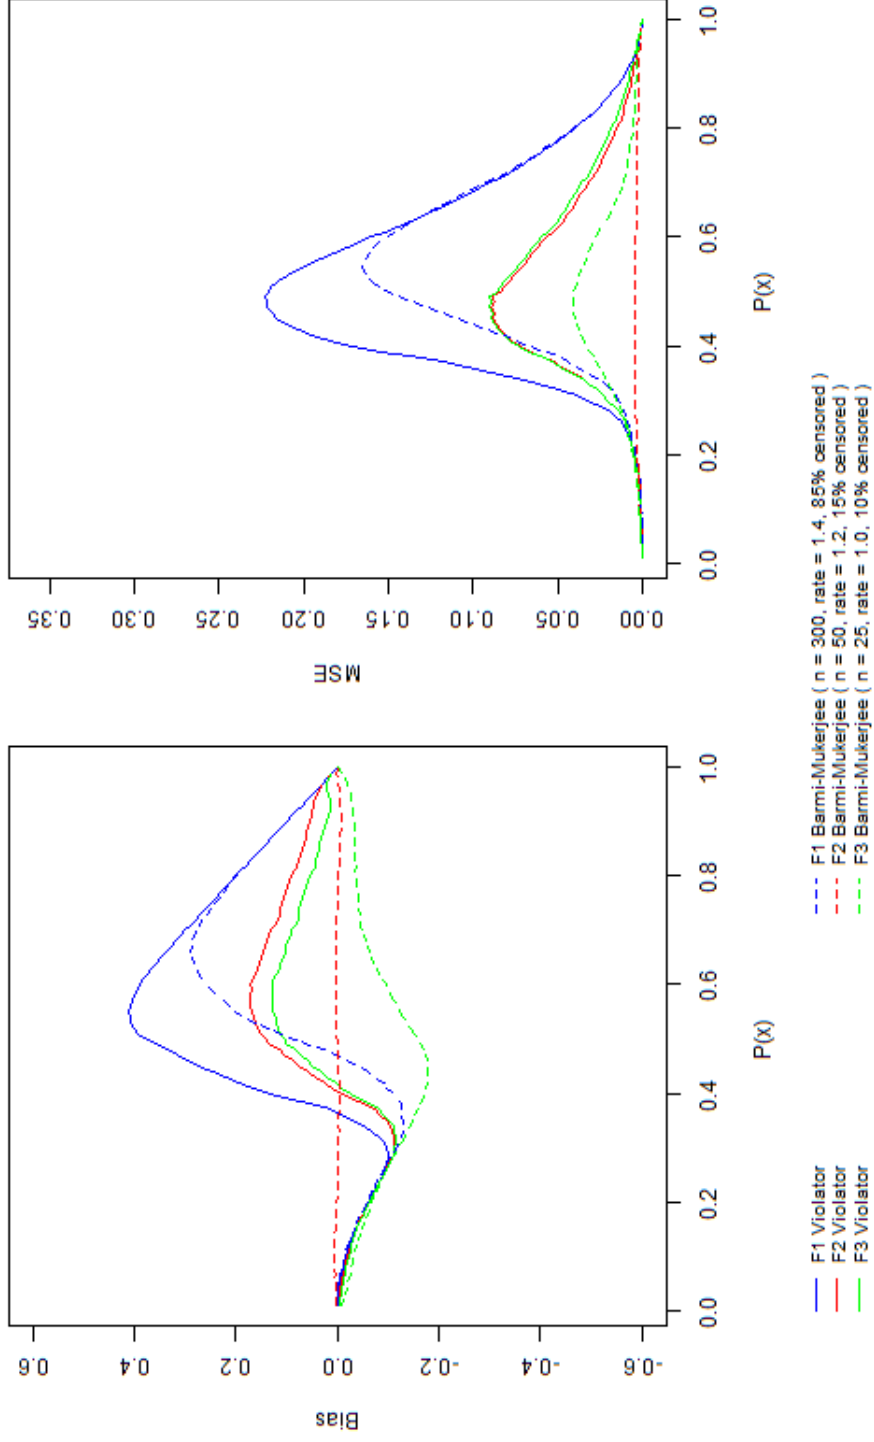 Bias
0.6
0.4
0.2
0.0
-0.2
-0.4
-0.6
0.0 0.2 0.4 0.6 0.8 1.0
P(x)
MSE
0.35
0.30
0.25
0.20
0.15
0.10
0.05
0.00
0.0 0.2 0.4 0.6 0.8 1.0
P(x)
F1 Violator
F2 Violator
F3 Violator
F1 Barmi-Mukerjee ( n = 300, rate = 1.4, 85% censored )
F2 Barmi-Mukerjee ( n = 50, rate = 1.2, 15% censored )
F3 Barmi-Mukerjee ( n = 25, rate = 1.0, 10% censored )